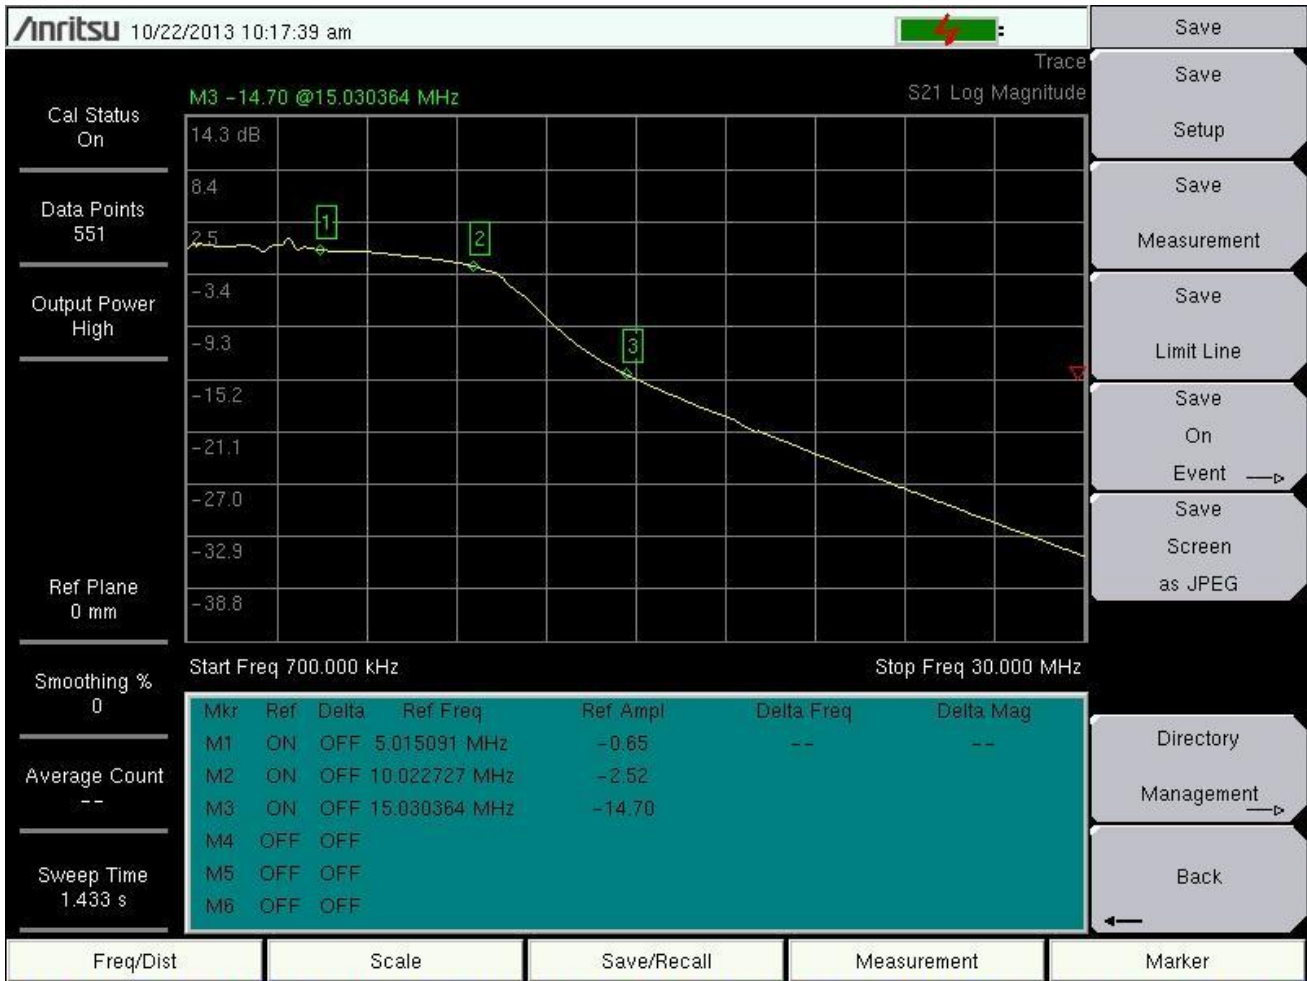 Anritsu 10/22/2013 10:17:39 am
Trace
M3 -14.70 @15.030364 MHz
S21 Log Magnitude
Cal Status
On
Data Points
551
Output Power
High
Ref Plane
0 mm
Smoothing %
0
Average Count
--
Sweep Time
1.433 s
14.3 dB
8.4
2.5
-3.4
-9.3
-15.2
-21.1
-27.0
-32.9
-38.8
1
2
3
Start Freq 700.000 kHz
Stop Freq 30.000 MHz
Mkr Ref Delta Ref Freq Ref Ampl Delta Freq Delta Mag
M1 ON OFF 5.015091 MHz -0.65 -- --
M2 ON OFF 10.022727 MHz -2.52
M3 ON OFF 15.030364 MHz -14.70
M4 OFF OFF
M5 OFF OFF
M6 OFF OFF
Save
Save
Setup
Save
Measurement
Save
Limit Line
Save
On
Event
Save
Screen
as JPEG
Directory
Management
Back
Freq/Dist Scale Save/Recall Measurement Marker